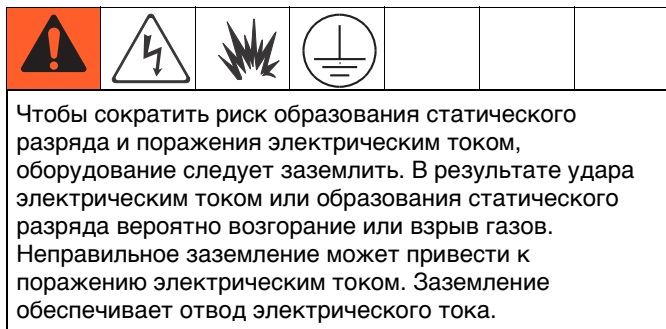 Чтобы сократить риск образования статического
разряда и поражения электрическим током,
оборудование следует заземлить. В результате удара
электрическим током или образования статического
разряда вероятно возгорание или взрыв газов.
Неправильное заземление может привести к
поражению электрическим током. Заземление
обеспечивает отвод электрического тока.